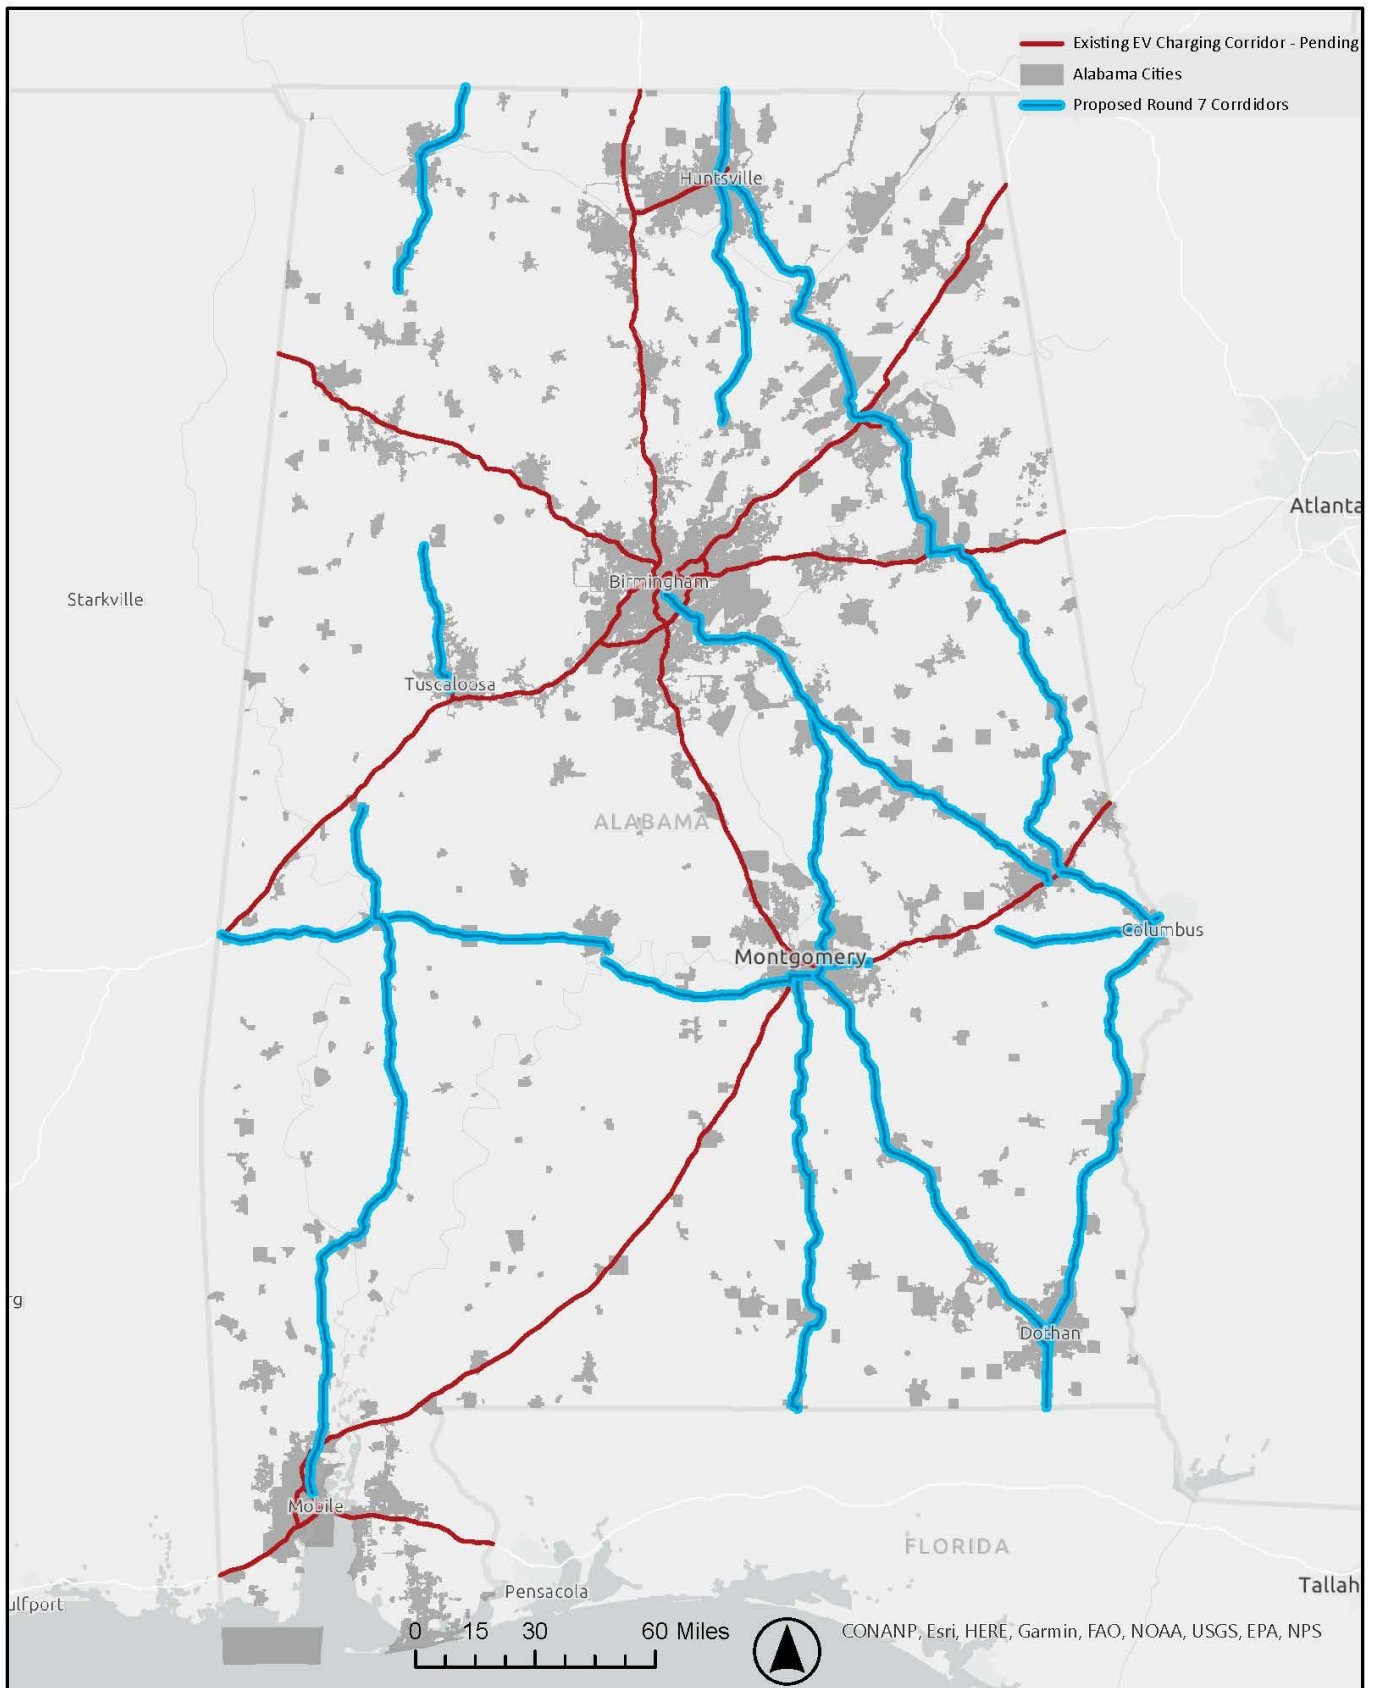 Existing EV Charging Corridor - Pending
Alabama Cities
Proposed Round 7 Corrdidors
Huntsville
Atlanta
Birmingham
Starkville
Tuscaloosa
ALABAMA
Columbus
Montgomery
rg
Dothan
Mobile
FLORIDA
Pensacola
Tallah
ulfport
0 15 30 60 Miles
CONANP, Esri, HERE, Garmin, FAO, NOAA, USGS, EPA, NPS